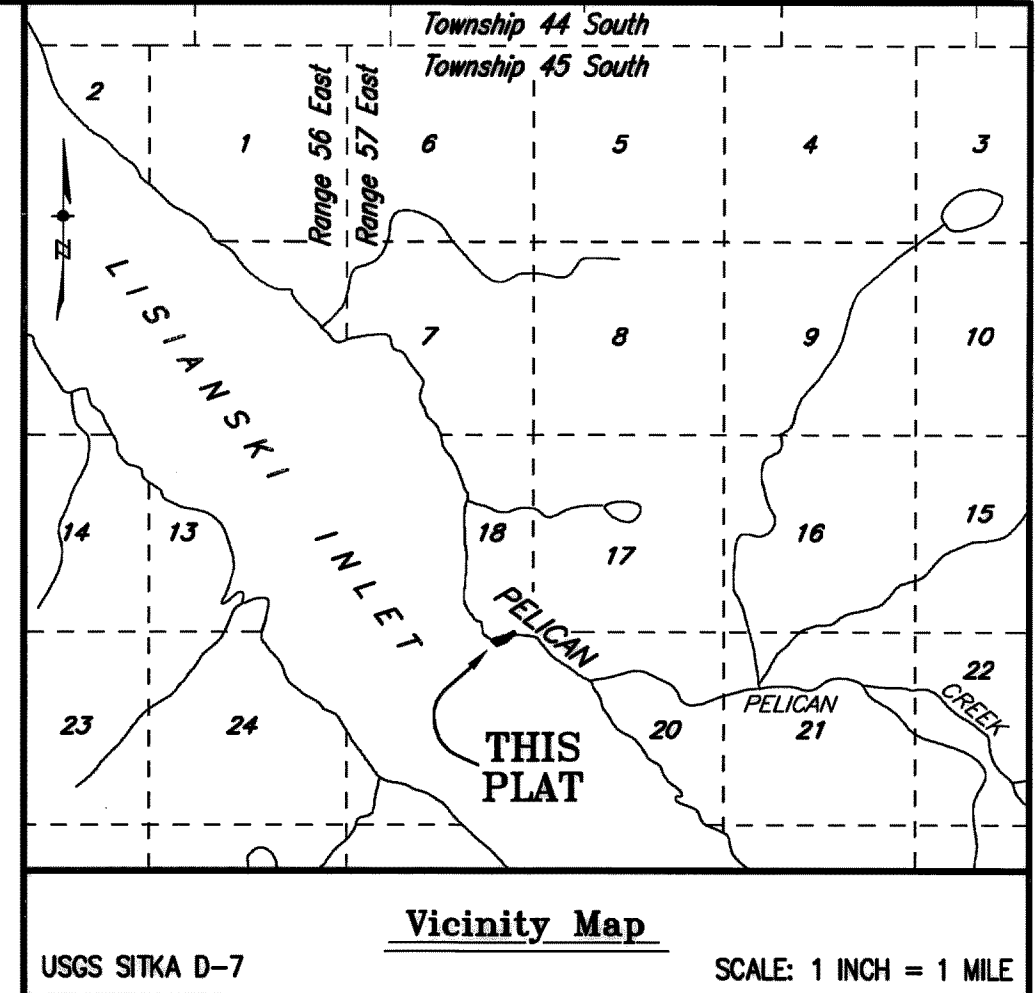 Township 44 South
Township 45 South
Range 56 East
Range 57 East
2
1
6
5
4
3
N
7
8
9
10
LISIANSKI INLET
14
13
18
17
16
15
PELICAN
23
24
20
PELICAN
21
22
CREEK
THIS
PLAT
Vicinity Map
USGS SITKA D-7
SCALE: 1 INCH = 1 MILE